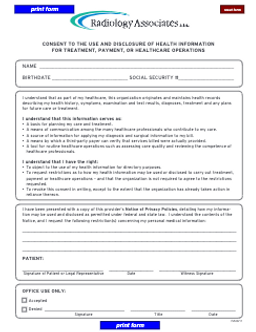 print form
Radiology Associates
CONSENT TO THE USE AND DISCLOSURE OF HEALTH INFORMATION
FOR TREATMENT, PAYMENT, OR HEALTHCARE OPERATIONS
NAME
BIRTHDATE SOCIAL SECURITY #
I understand that as part of my healthcare, this organization originates and maintains health records
describing my health history, symptoms, examination and test results, diagnoses, treatment and any plans
for future care or treatment.
I understand that this information serves as:
• A basis for planning my care and treatment.
• A means of communication among the many healthcare professionals who contribute to my care.
• A source of information for applying my diagnosis and surgical information to my bill.
• A means by which a third-party payer can verify that services billed were actually provided.
• A tool for routine healthcare operations such as assessing care quality and reviewing the competence of
healthcare professionals.
I understand that I have the right:
• To object to the use of my health information for directory purposes.
• To request restrictions as to how my health information may be used or disclosed to carry out treatment,
payment or healthcare operations - and that the organization is not required to agree to the restrictions
requested.
• To revoke this consent in writing, except to the extent that the organization has already taken action in
reliance thereon.
I have been presented with a copy of this provider's Notice of Privacy Policies, detailing how my informa-
tion may be used and disclosed as permitted under federal and state law. I understand the contents of the
Notice, and I request the following restriction(s) concerning my personal medical information:
PATIENT:
Signature of Patient or Legal Representative Date Witness Signature
OFFICE USE ONLY:
Accepted
Denied
Signature Title Date
print form